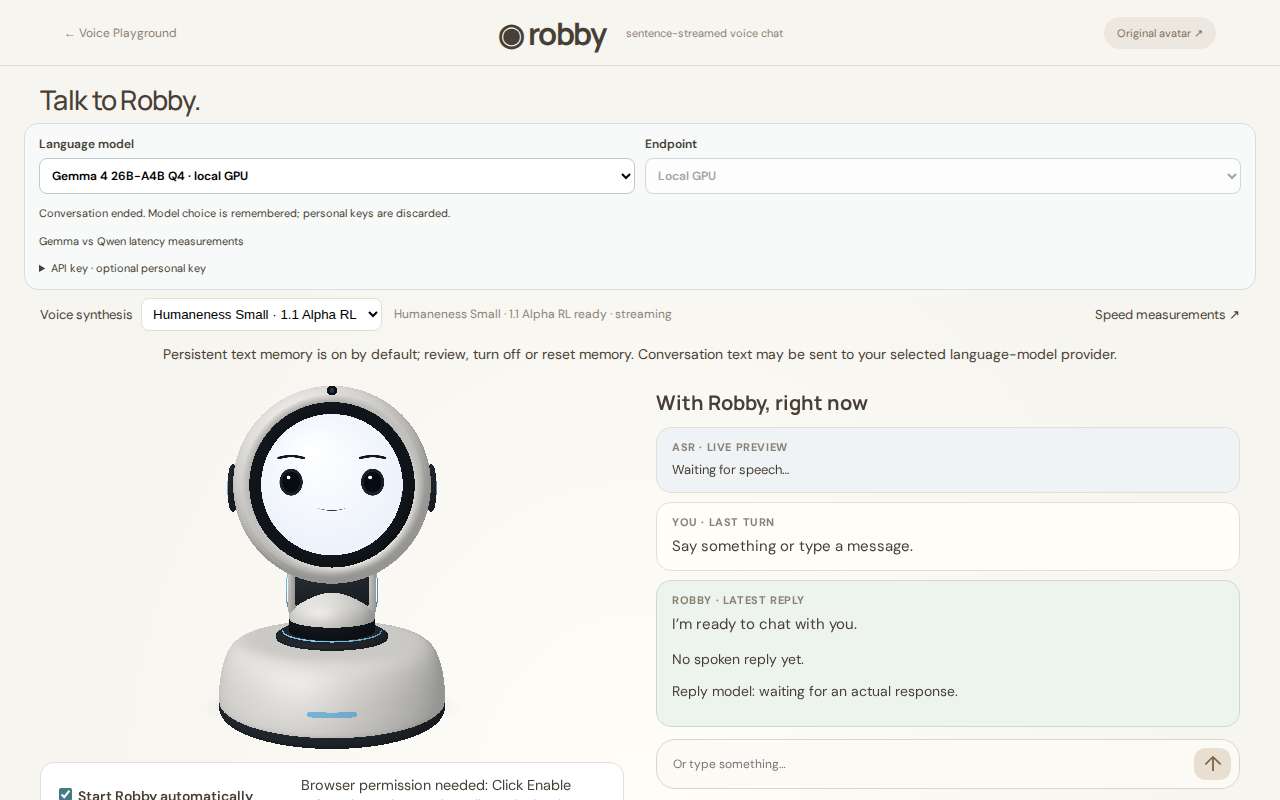 ← Voice Playground
robby
sentence-streamed voice chat
Original avatar ↗
Talk to Robby.
Language model
Endpoint
Gemma 4 26B-A4B Q4 · local GPU
Local GPU
Conversation ended. Model choice is remembered; personal keys are discarded.
Gemma vs Qwen latency measurements
API key · optional personal key
Voice synthesis
Humaneness Small · 1.1 Alpha RL
Humaneness Small · 1.1 Alpha RL ready · streaming
Speed measurements ↗
Persistent text memory is on by default; review, turn off or reset memory. Conversation text may be sent to your selected language-model provider.
With Robby, right now
ASR · LIVE PREVIEW
Waiting for speech…
YOU · LAST TURN
Say something or type a message.
ROBBY · LATEST REPLY
I’m ready to chat with you.
No spoken reply yet.
Reply model: waiting for an actual response.
Or type something…
Start Robby automatically
Browser permission needed: Click Enable